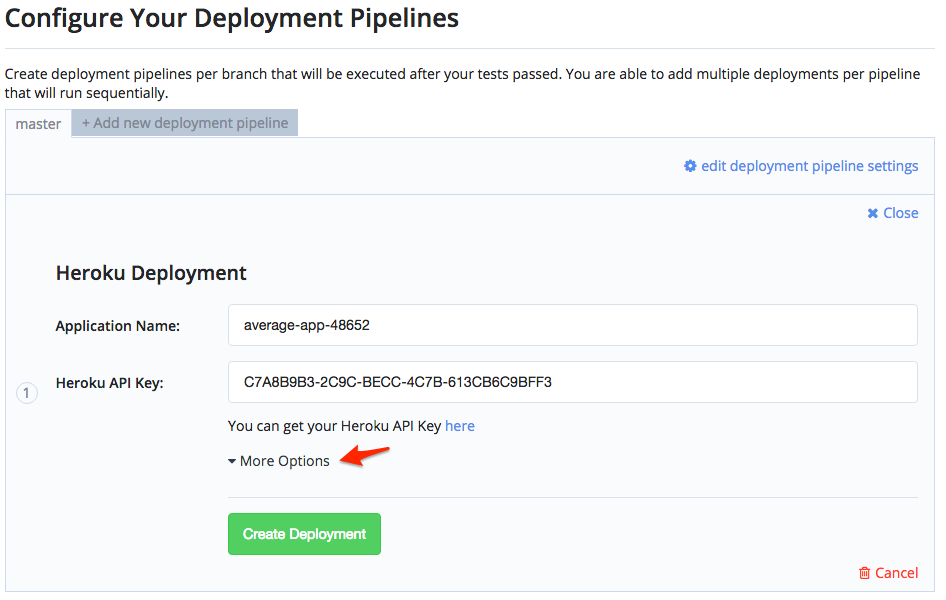 Configure Your Deployment Pipelines
Create deployment pipelines per branch that will be executed after your tests passed. You are able to add multiple deployments per pipeline
that will run sequentially.
master + Add new deployment pipeline
edit deployment pipeline settings
Close
Heroku Deployment
Application Name: average-app-48652
1 Heroku API Key: C7A8B9B3-2C9C-BECC-4C7B-613CB6C9BFF3
You can get your Heroku API Key here
More Options
Create Deployment
Cancel